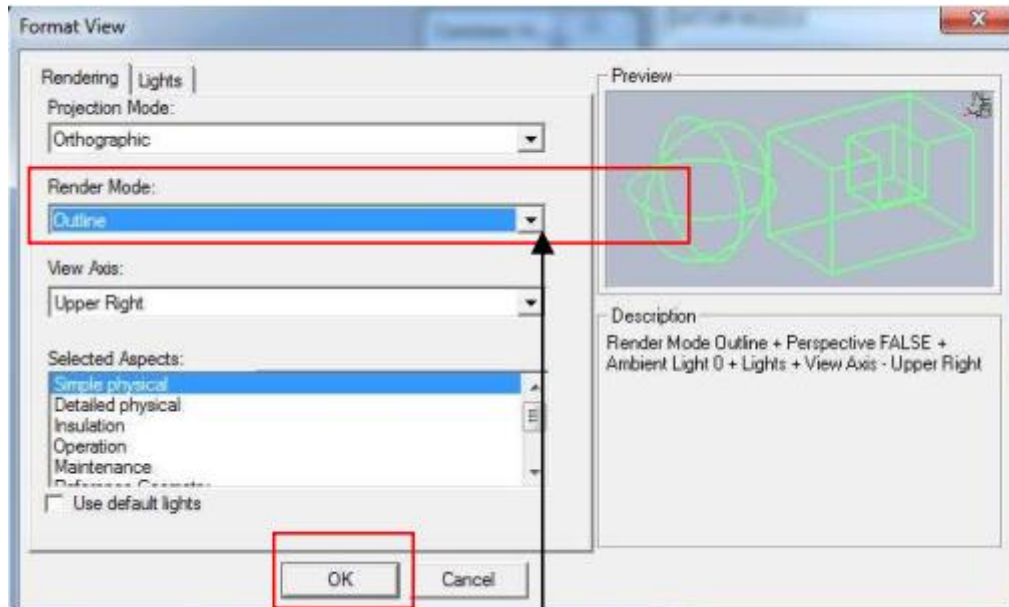 Format View
Rendering
Lights
Projection Mode:
Orthographic
Render Mode:
Outline
View Axis:
Upper Right
Selected Aspects:
Simple physical
Detailed physical
Insulation
Operation
Maintenance
Reference Geometry
Use default lights
OK
Cancel
Preview
Description
Render Mode Outline + Perspective FALSE +
Ambient Light 0 + Lights + View Axis - Upper Right